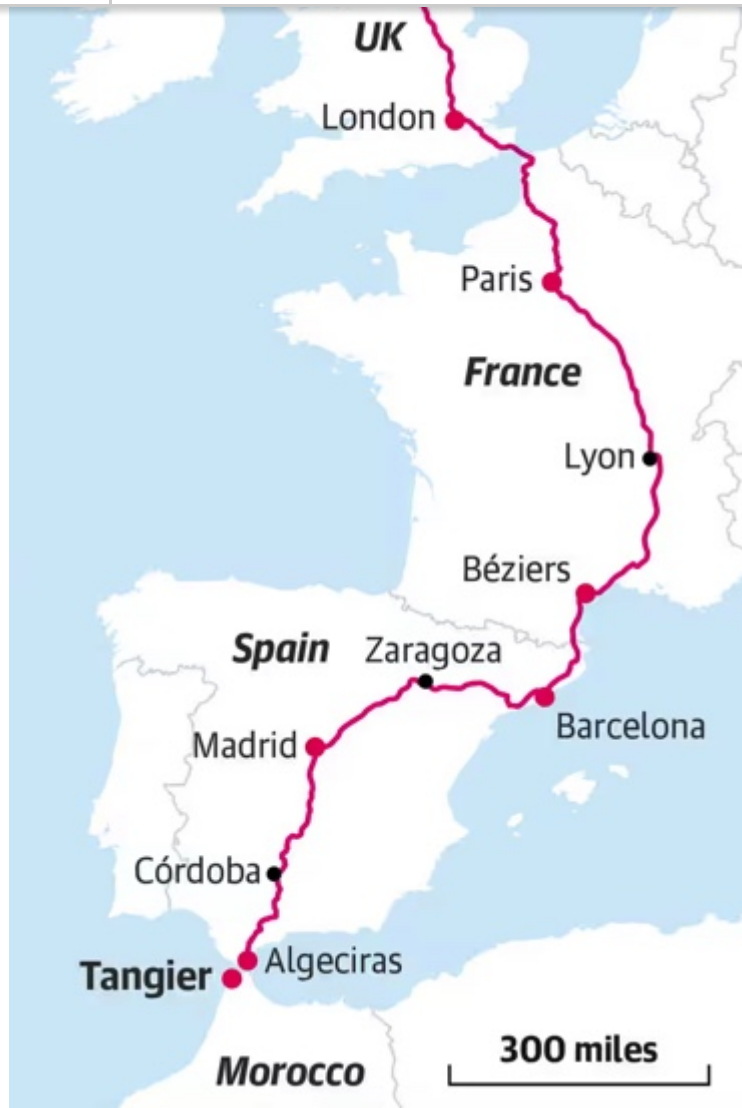 UK
London
Paris
France
Lyon
Béziers
Spain
Zaragoza
Barcelona
Madrid
Córdoba
Algeciras
Tangier
300 miles
Morocco